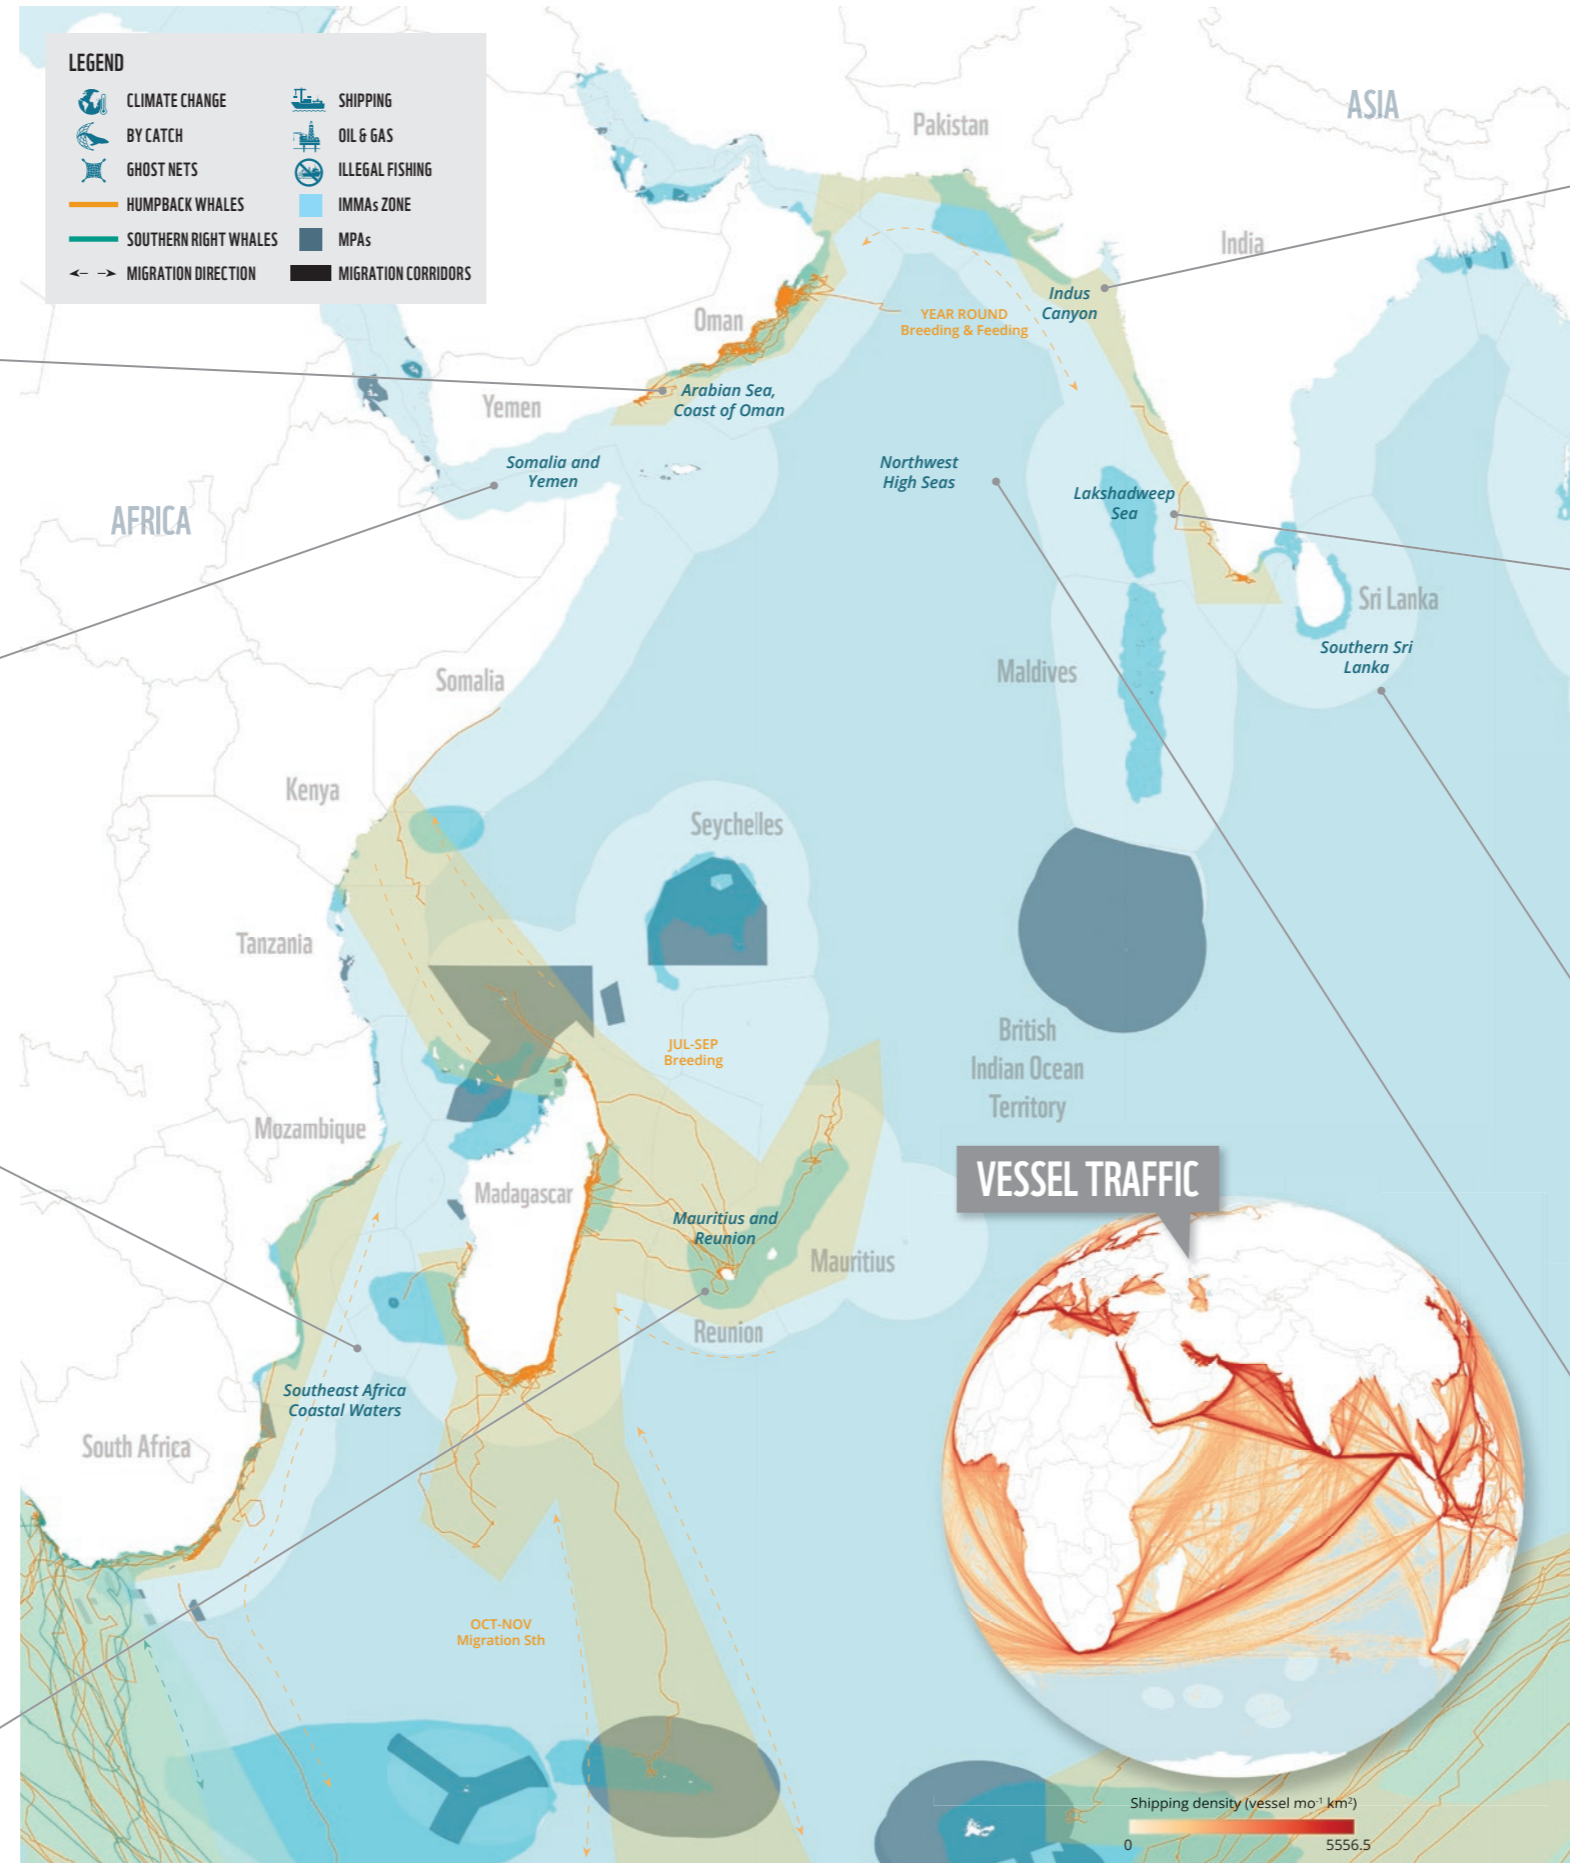 LEGEND
CLIMATE CHANGE
BY CATCH
GHOST NETS
HUMPBACK WHALES
SOUTHERN RIGHT WHALES
MIGRATION DIRECTION
SHIPPING
OIL & GAS
ILLEGAL FISHING
IMMAs ZONE
MPAs
MIGRATION CORRIDORS
ASIA
Pakistan
India
Indus
Canyon
YEAR ROUND
Breeding & Feeding
Oman
Arabian Sea,
Coast of Oman
Yemen
Somalia and
Yemen
Northwest
High Seas
Lakshadweep
Sea
AFRICA
Sri Lanka
Southern Sri
Lanka
Maldives
Somalia
Kenya
Seychelles
Tanzania
JUL-SEP
Breeding
British
Indian Ocean
Territory
Mozambique
Madagascar
Mauritius and
Reunion
Mauritius
Reunion
VESSEL TRAFFIC
Southeast Africa
Coastal Waters
South Africa
OCT-NOV
Migration Sth
Shipping density (vessel mo⁻¹ km²)
0
5556.5